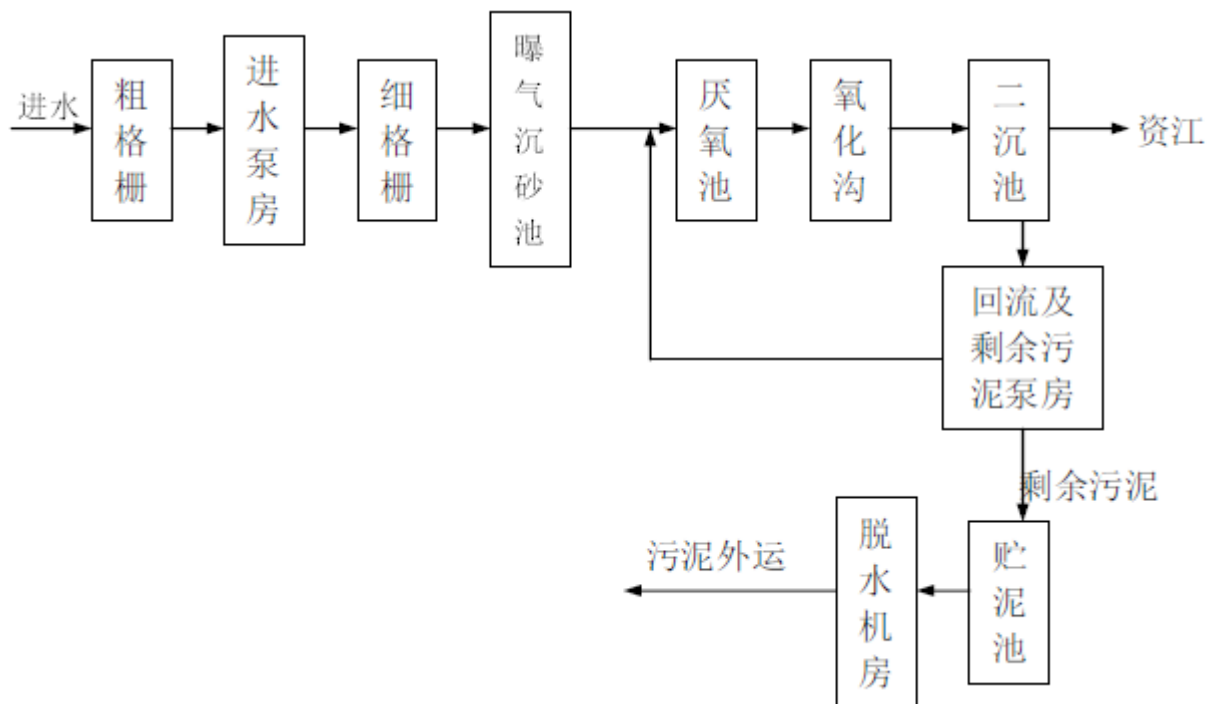 进水
粗格栅
进水泵房
细格栅
曝气沉砂池
厌氧池
氧化沟
二沉池
资江
回流及
剩余污
泥泵房
剩余污泥
贮泥池
脱水机房
污泥外运